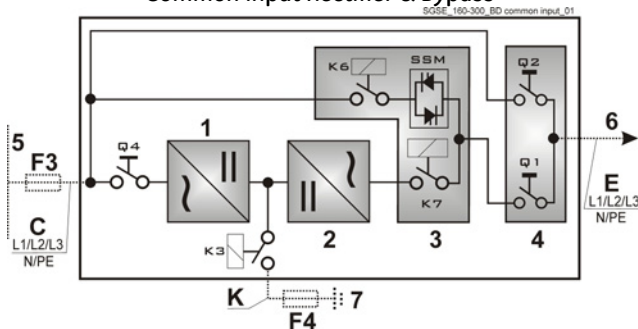 Common Input Rectifier & Bypass
SGSE_160-300_BD common input_01
K6
SSM
Q2
5
1
6
F3
Q4
C
L1/L2/L3
N/PE
Q1
E
L1/L2/L3
N/PE
K7
2
3
4
K3
K
7
F4